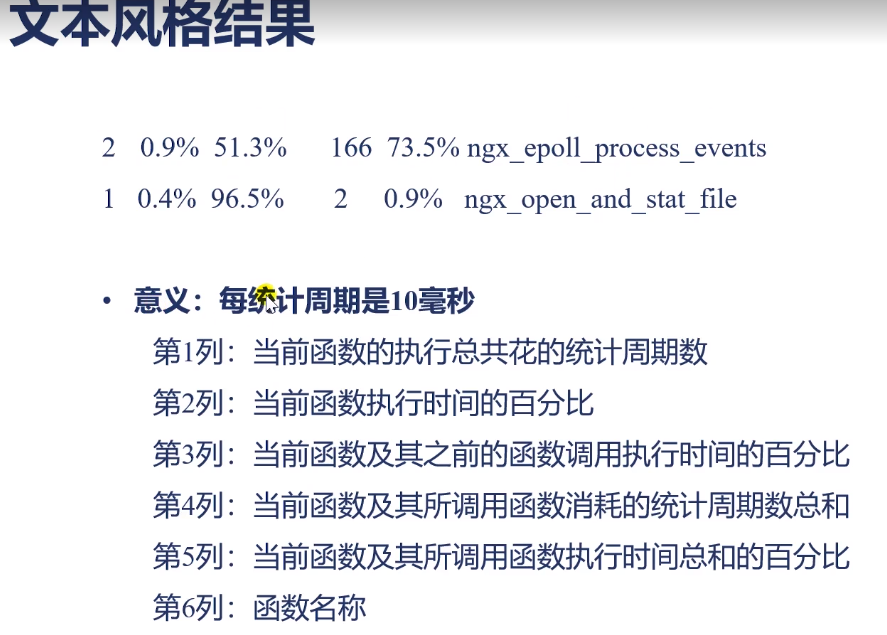 文本风格结果
2 0.9% 51.3% 166 73.5% ngx_epoll_process_events
1 0.4% 96.5% 2 0.9% ngx_open_and_stat_file
• 意义：每统计周期是10毫秒
第1列：当前函数的执行总共花的统计周期数
第2列：当前函数执行时间的百分比
第3列：当前函数及其之前的函数调用执行时间的百分比
第4列：当前函数及其所调用函数消耗的统计周期数总和
第5列：当前函数及其所调用函数执行时间总和的百分比
第6列：函数名称